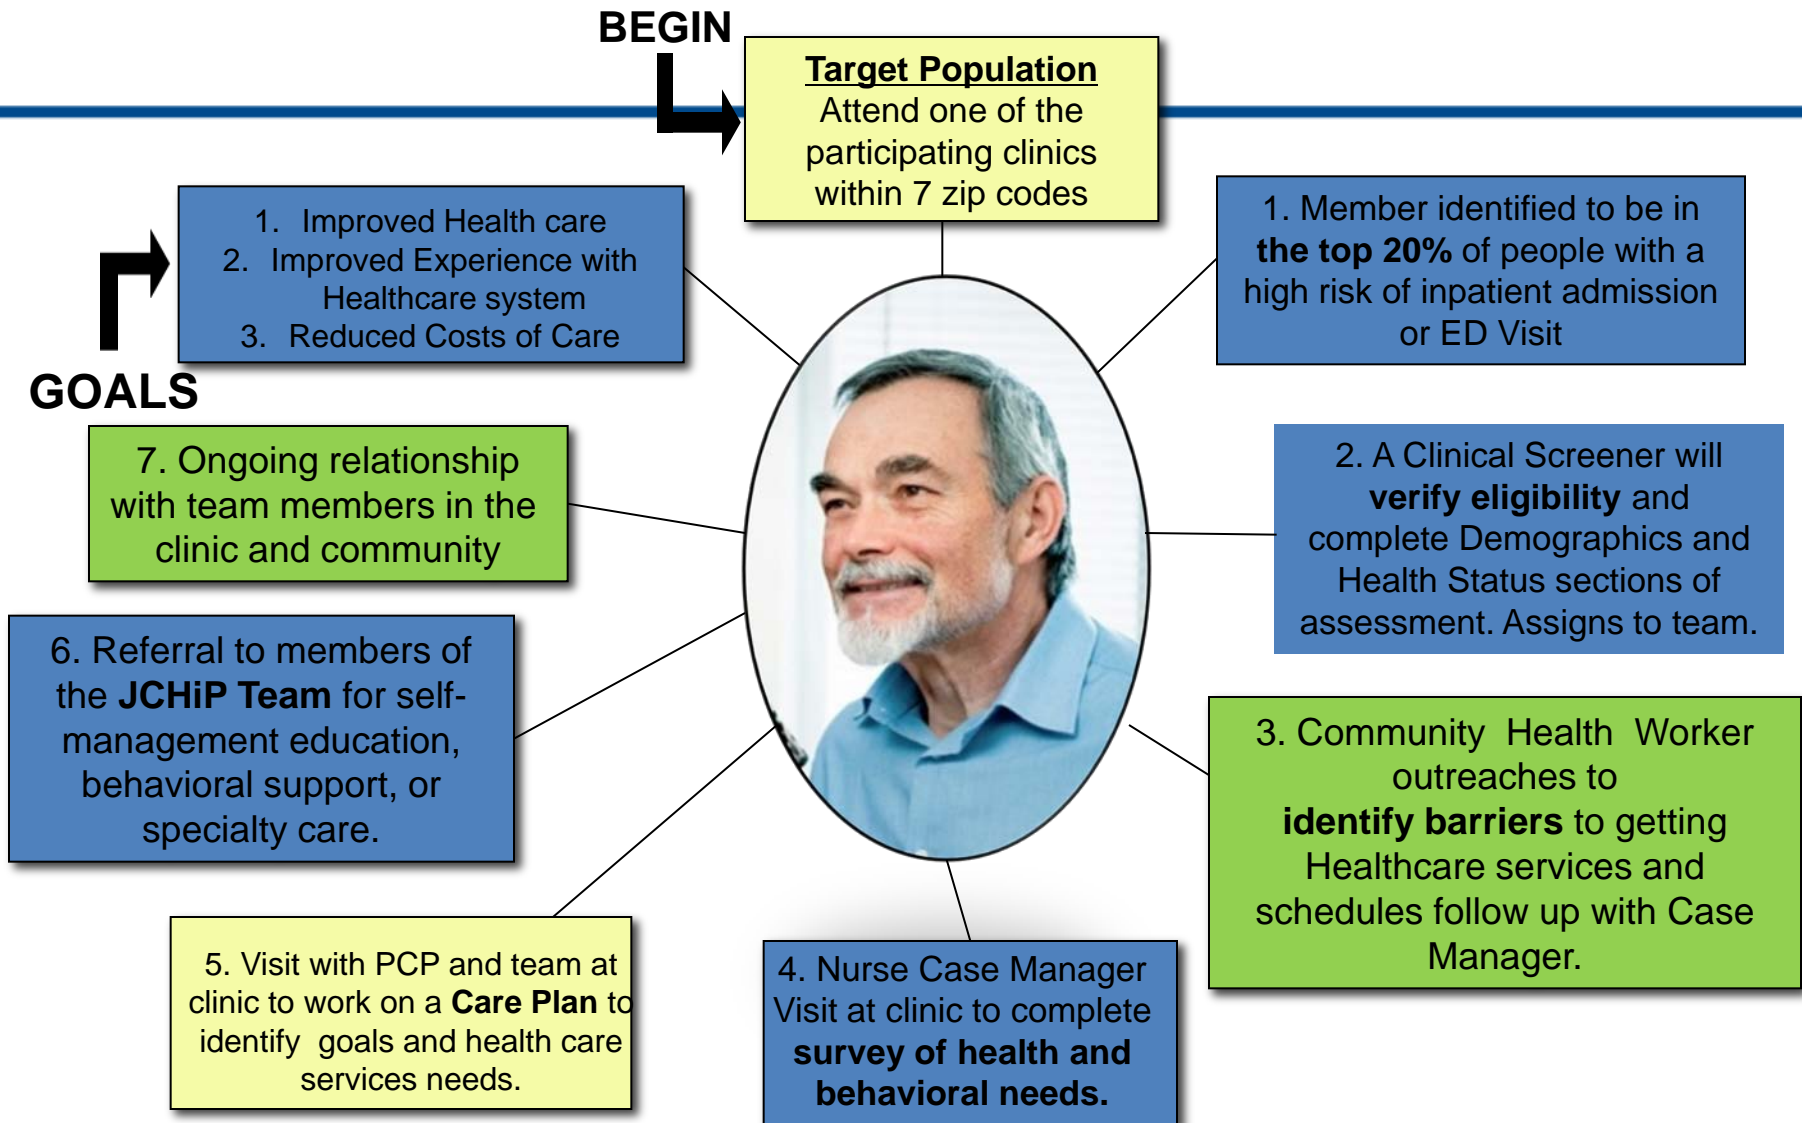 BEGIN
Target Population
Attend one of the
participating clinics
within 7 zip codes
1. Member identified to be in
the top 20% of people with a
high risk of inpatient admission
or ED Visit
2. A Clinical Screener will
verify eligibility and
complete Demographics and
Health Status sections of
assessment. Assigns to team.
3. Community Health Worker
outreaches to
identify barriers to getting
Healthcare services and
schedules follow up with Case
Manager.
4. Nurse Case Manager
Visit at clinic to complete
survey of health and
behavioral needs.
5. Visit with PCP and team at
clinic to work on a Care Plan to
identify goals and health care
services needs.
6. Referral to members of
the JCHiP Team for self-
management education,
behavioral support, or
specialty care.
7. Ongoing relationship
with team members in the
clinic and community
GOALS
1. Improved Health care
2. Improved Experience with
Healthcare system
3. Reduced Costs of Care